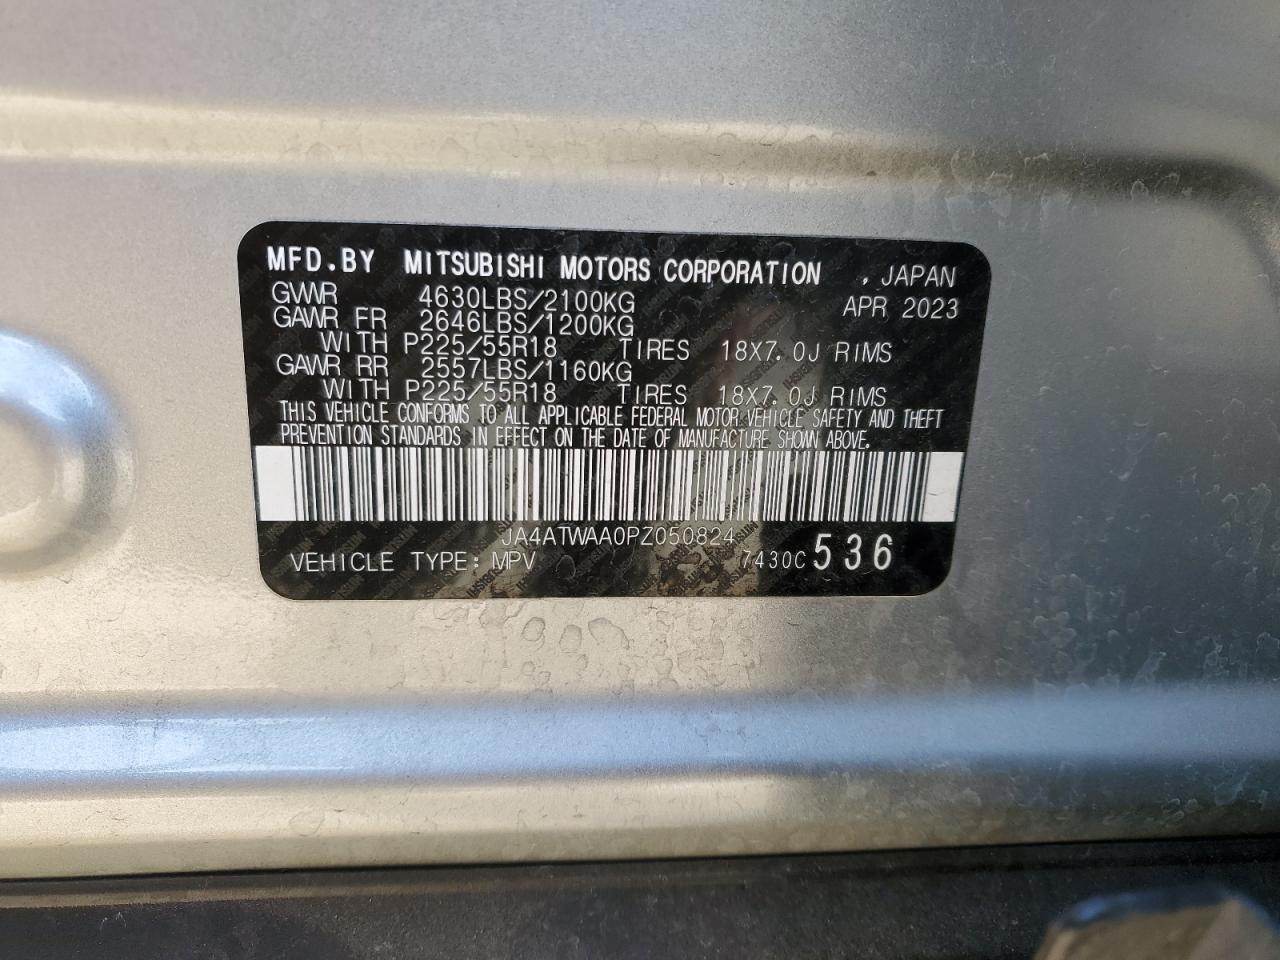 MFD.BY MITSUBISHI MOTORS CORPORATION , JAPAN
GVWR 4630LBS/2100KG APR 2023
GAWR FR 2646LBS/1200KG
WITH P225/55R18 TIRES 18X7.0J RIMS
GAWR RR 2557LBS/1160KG
WITH P225/55R18 TIRES 18X7.0J RIMS
THIS VEHICLE CONFORMS TO ALL APPLICABLE FEDERAL MOTOR VEHICLE SAFETY AND THEFT
PREVENTION STANDARDS IN EFFECT ON THE DATE OF MANUFACTURE SHOWN ABOVE.
JA4ATWAA0PZ050824
VEHICLE TYPE: MPV 7430C 536